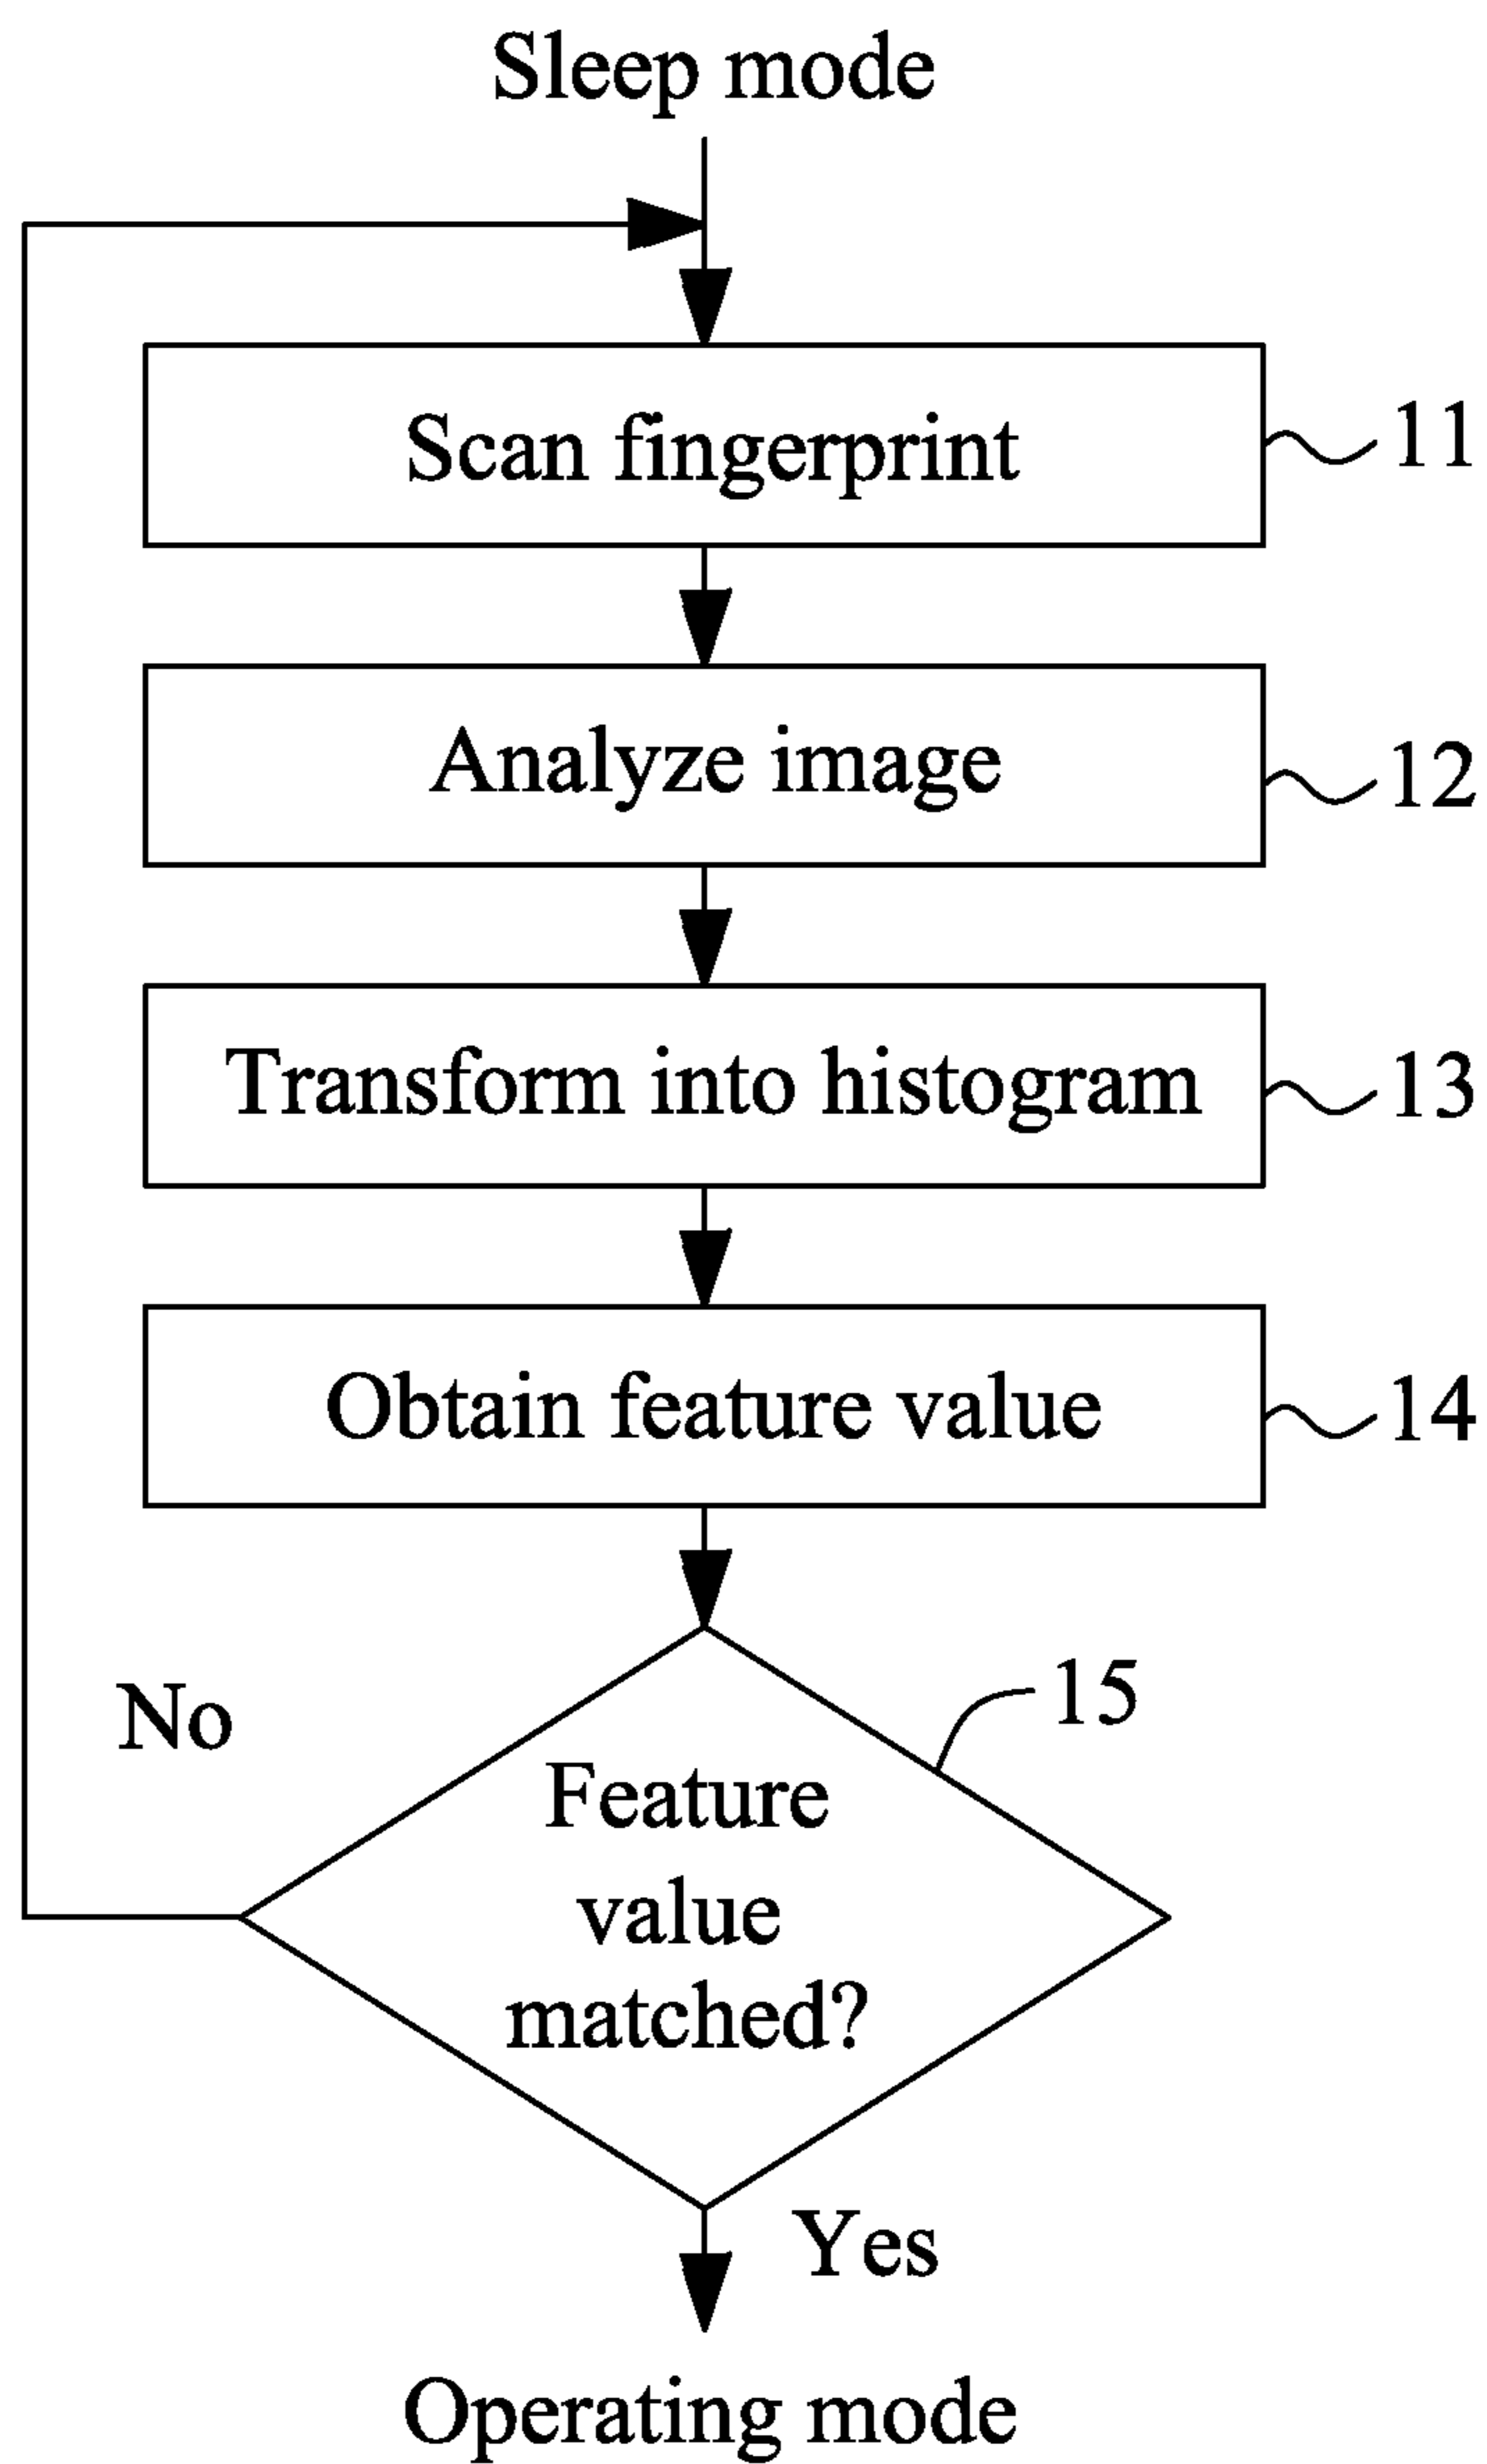 Sleep mode
Scan fingerprint
11
Analyze image
12
Transform into histogram
13
Obtain feature value
14
No
15
Feature
value
matched?
Yes
Operating mode